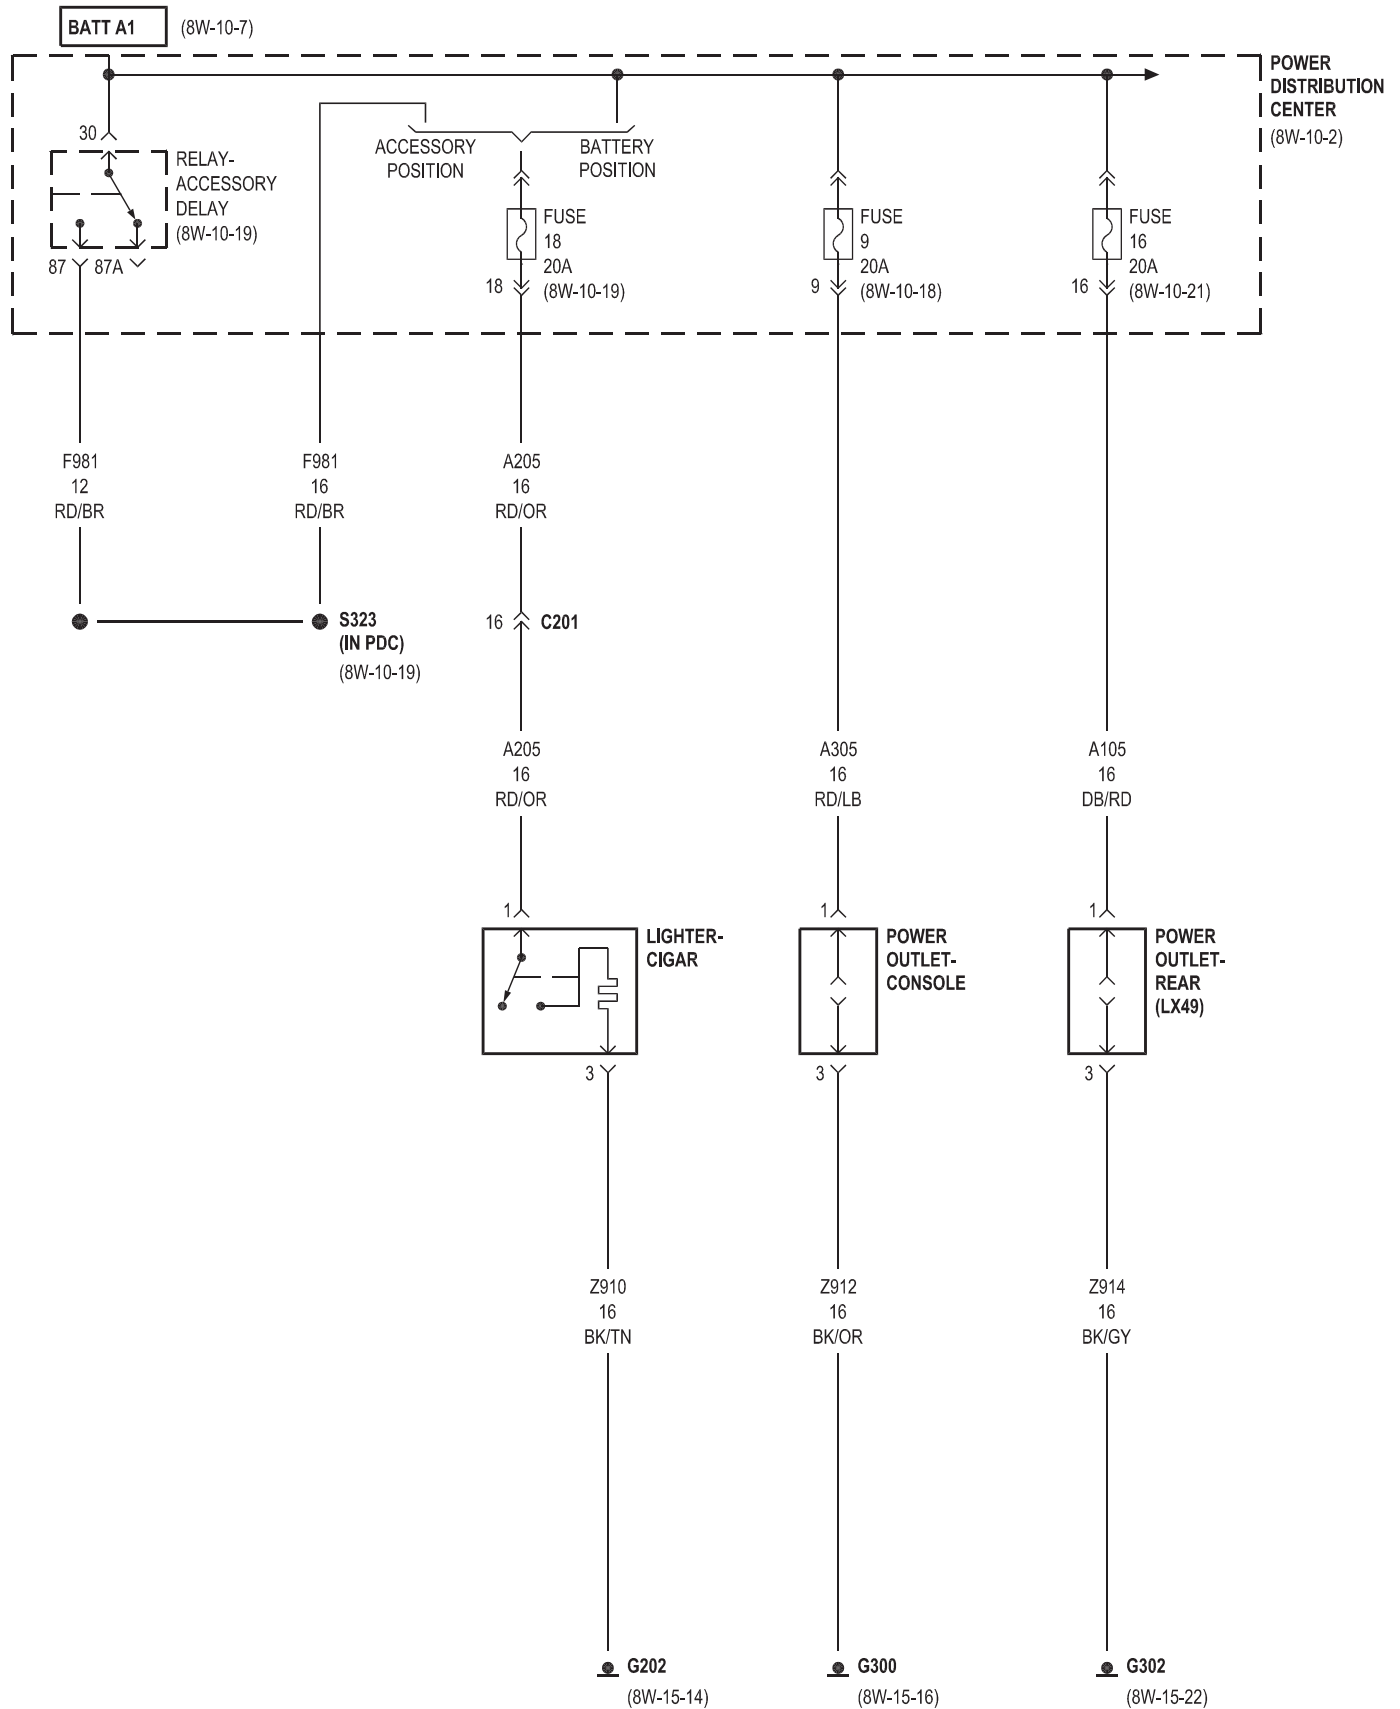 BATT A1 (8W-10-7)
POWER
DISTRIBUTION
CENTER
(8W-10-2)
30
RELAY-
ACCESSORY
DELAY
(8W-10-19)
87 87A
ACCESSORY
POSITION
BATTERY
POSITION
FUSE
18
20A
(8W-10-19)
18
FUSE
9
20A
(8W-10-18)
9
FUSE
16
20A
(8W-10-21)
16
F981
12
RD/BR
F981
16
RD/BR
A205
16
RD/OR
S323
(IN PDC)
(8W-10-19)
16 C201
A205
16
RD/OR
A305
16
RD/LB
A105
16
DB/RD
1
LIGHTER-
CIGAR
3
1
POWER
OUTLET-
CONSOLE
3
1
POWER
OUTLET-
REAR
(LX49)
3
Z910
16
BK/TN
Z912
16
BK/OR
Z914
16
BK/GY
G202
(8W-15-14)
G300
(8W-15-16)
G302
(8W-15-22)